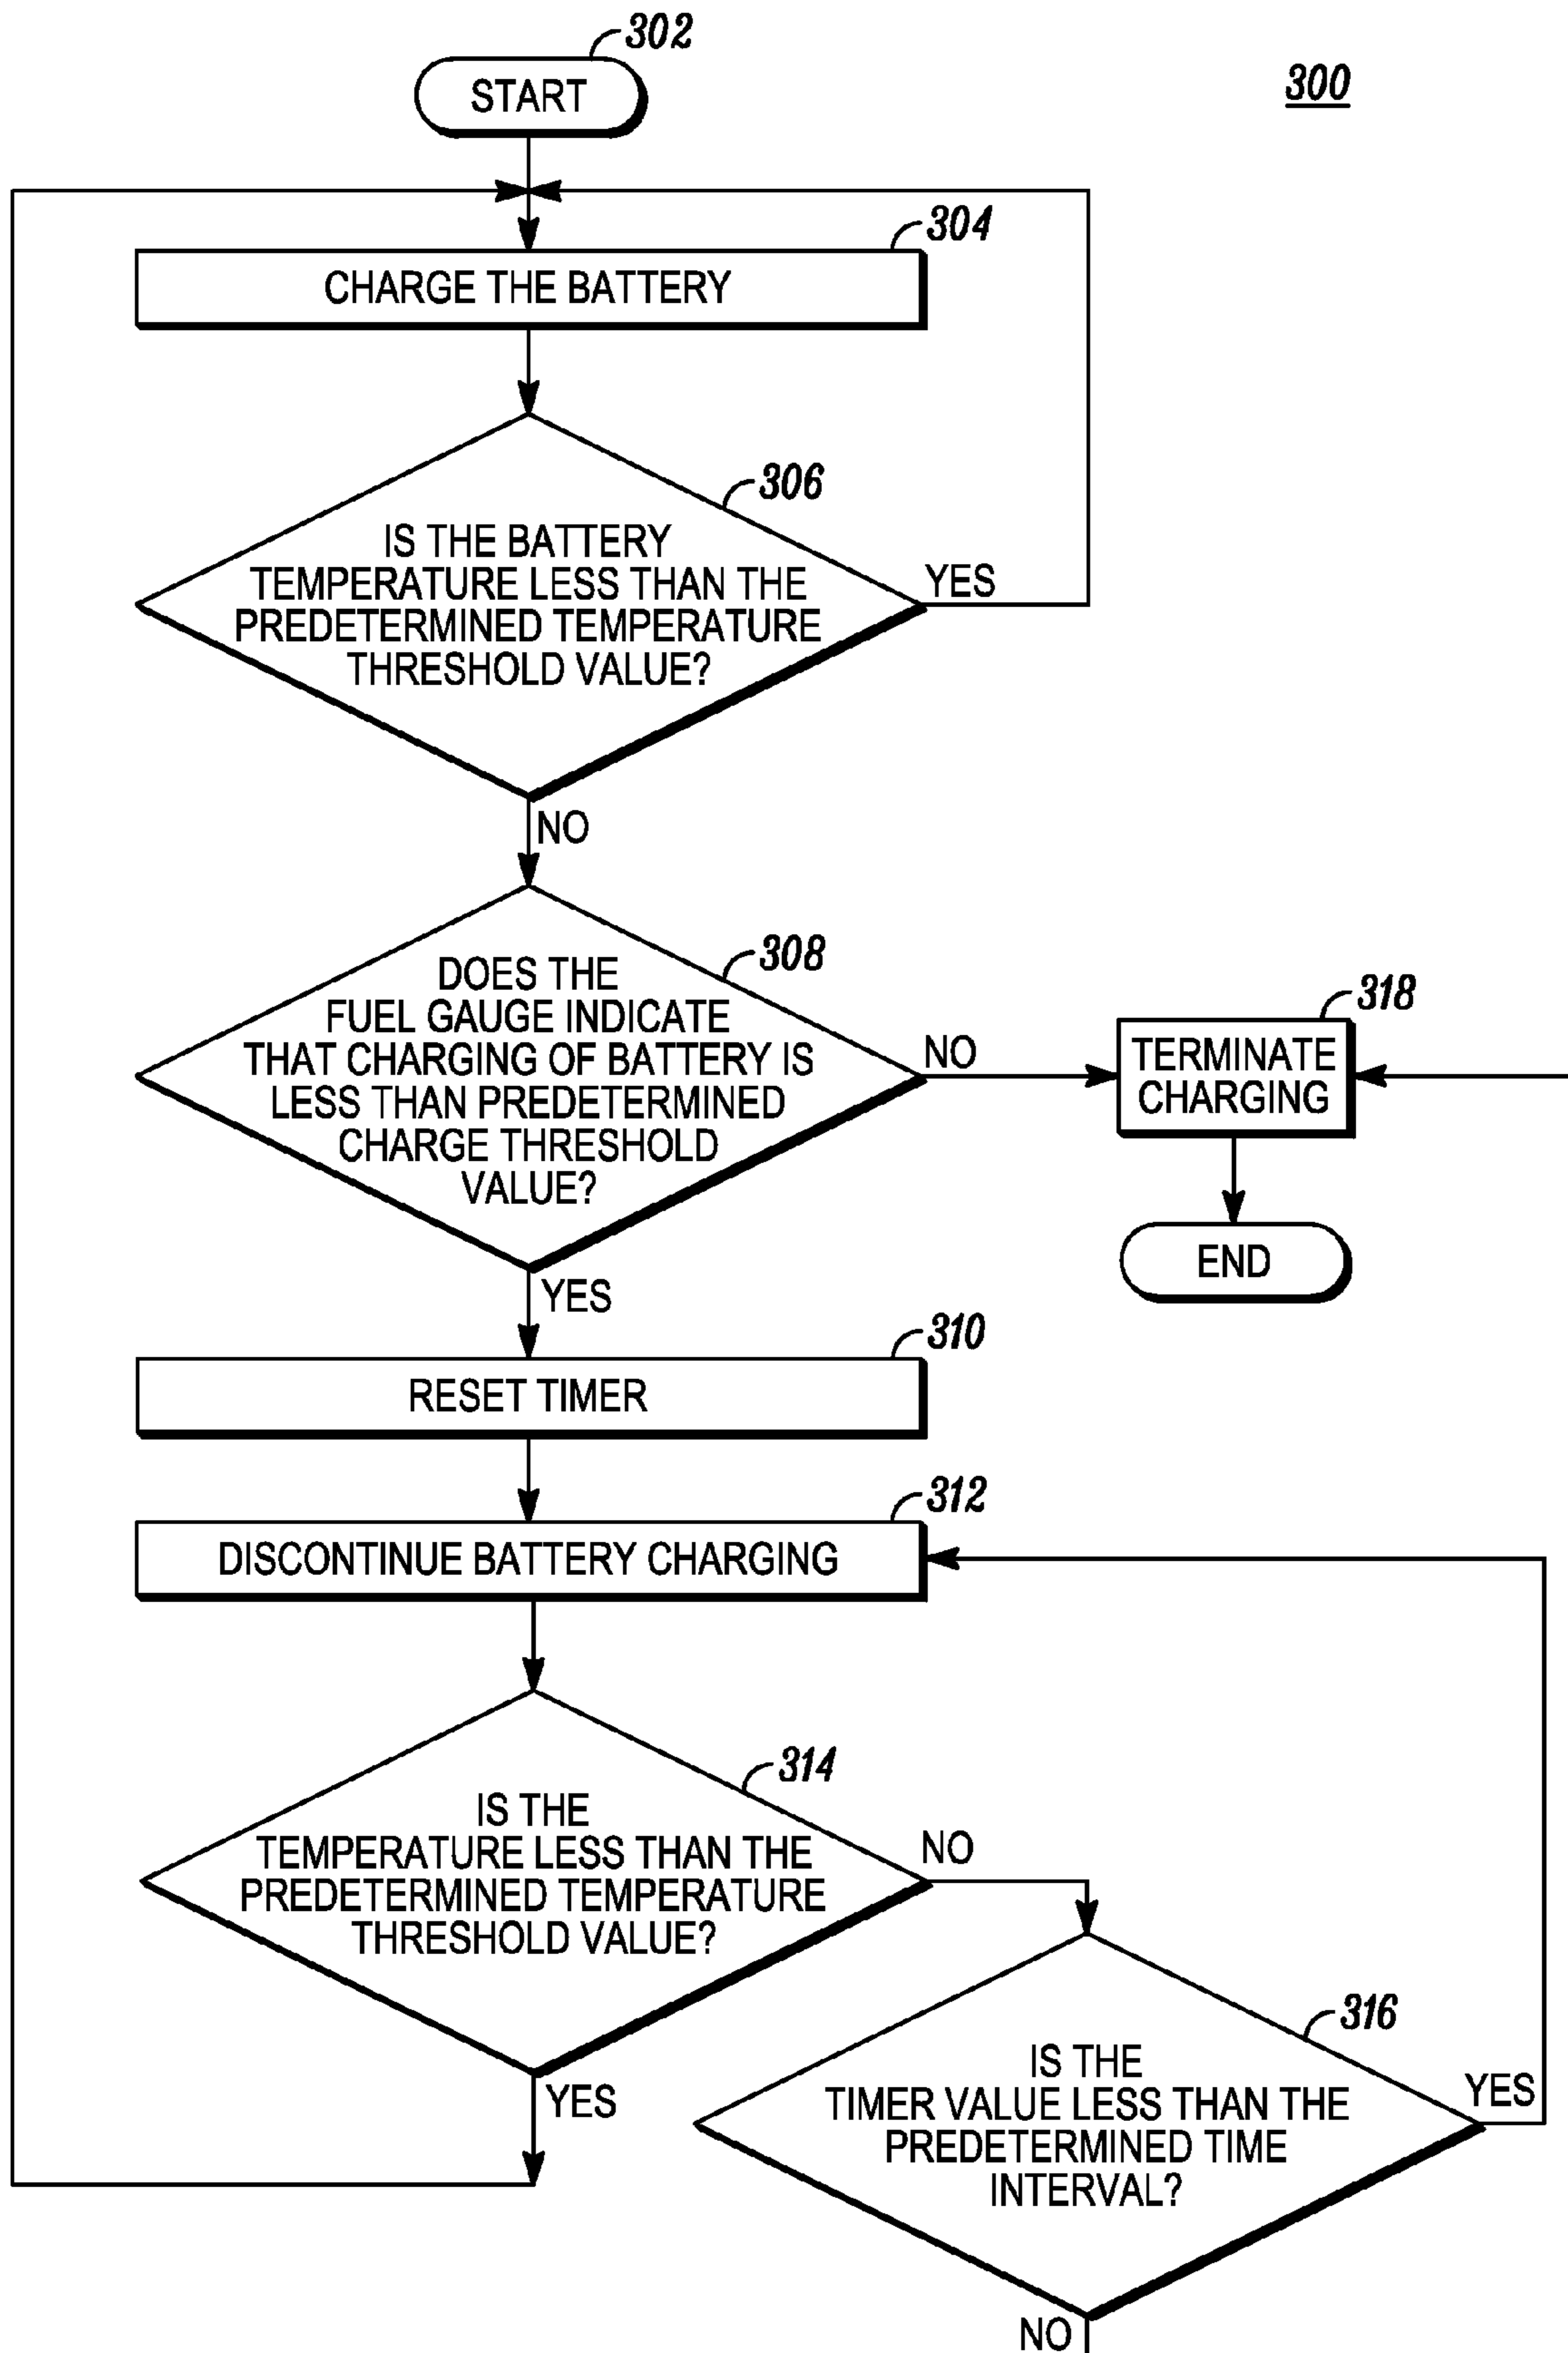 302
START
300
304
CHARGE THE BATTERY
306
IS THE BATTERY
TEMPERATURE LESS THAN THE
PREDETERMINED TEMPERATURE
THRESHOLD VALUE?
YES
NO
308
DOES THE
FUEL GAUGE INDICATE
THAT CHARGING OF BATTERY IS
LESS THAN PREDETERMINED
CHARGE THRESHOLD
VALUE?
NO
318
TERMINATE
CHARGING
END
YES
310
RESET TIMER
312
DISCONTINUE BATTERY CHARGING
314
IS THE
TEMPERATURE LESS THAN THE
PREDETERMINED TEMPERATURE
THRESHOLD VALUE?
NO
YES
316
IS THE
TIMER VALUE LESS THAN THE
PREDETERMINED TIME
INTERVAL?
YES
NO